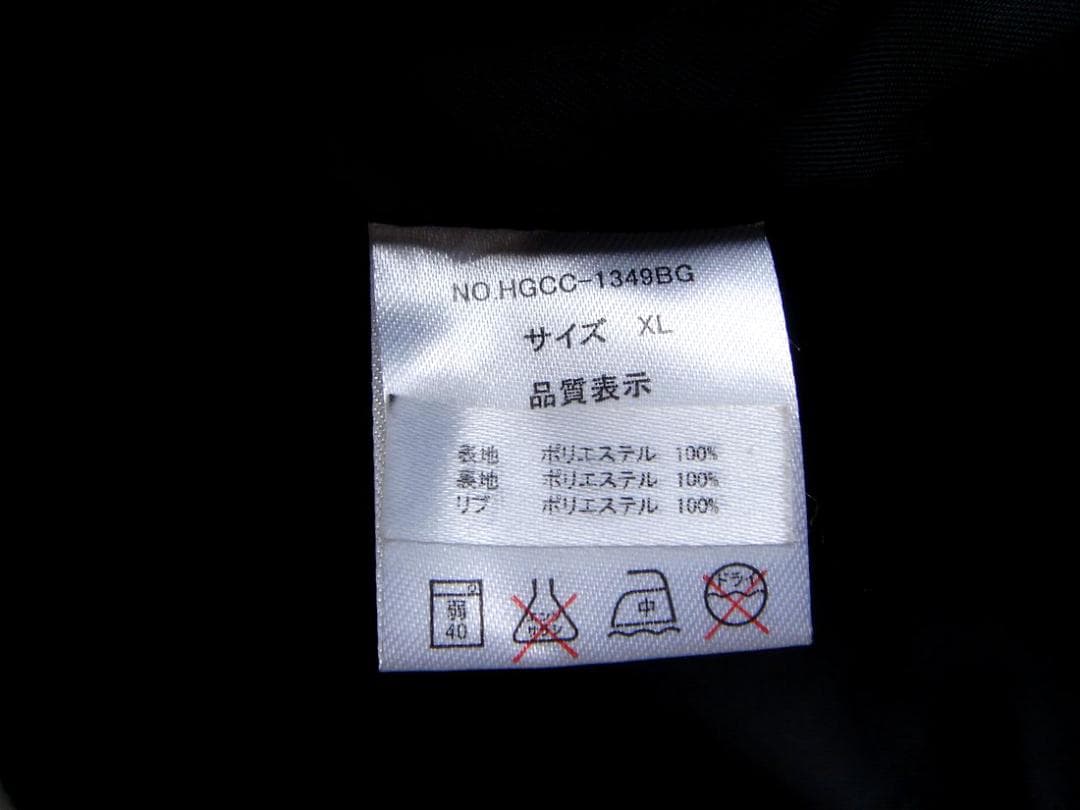 NO.HGCC-1349BG
サイズ XL
品質表示
表地 ポリエステル 100%
裏地 ポリエステル 100%
リブ ポリエステル 100%
弱 中 ドライ
40